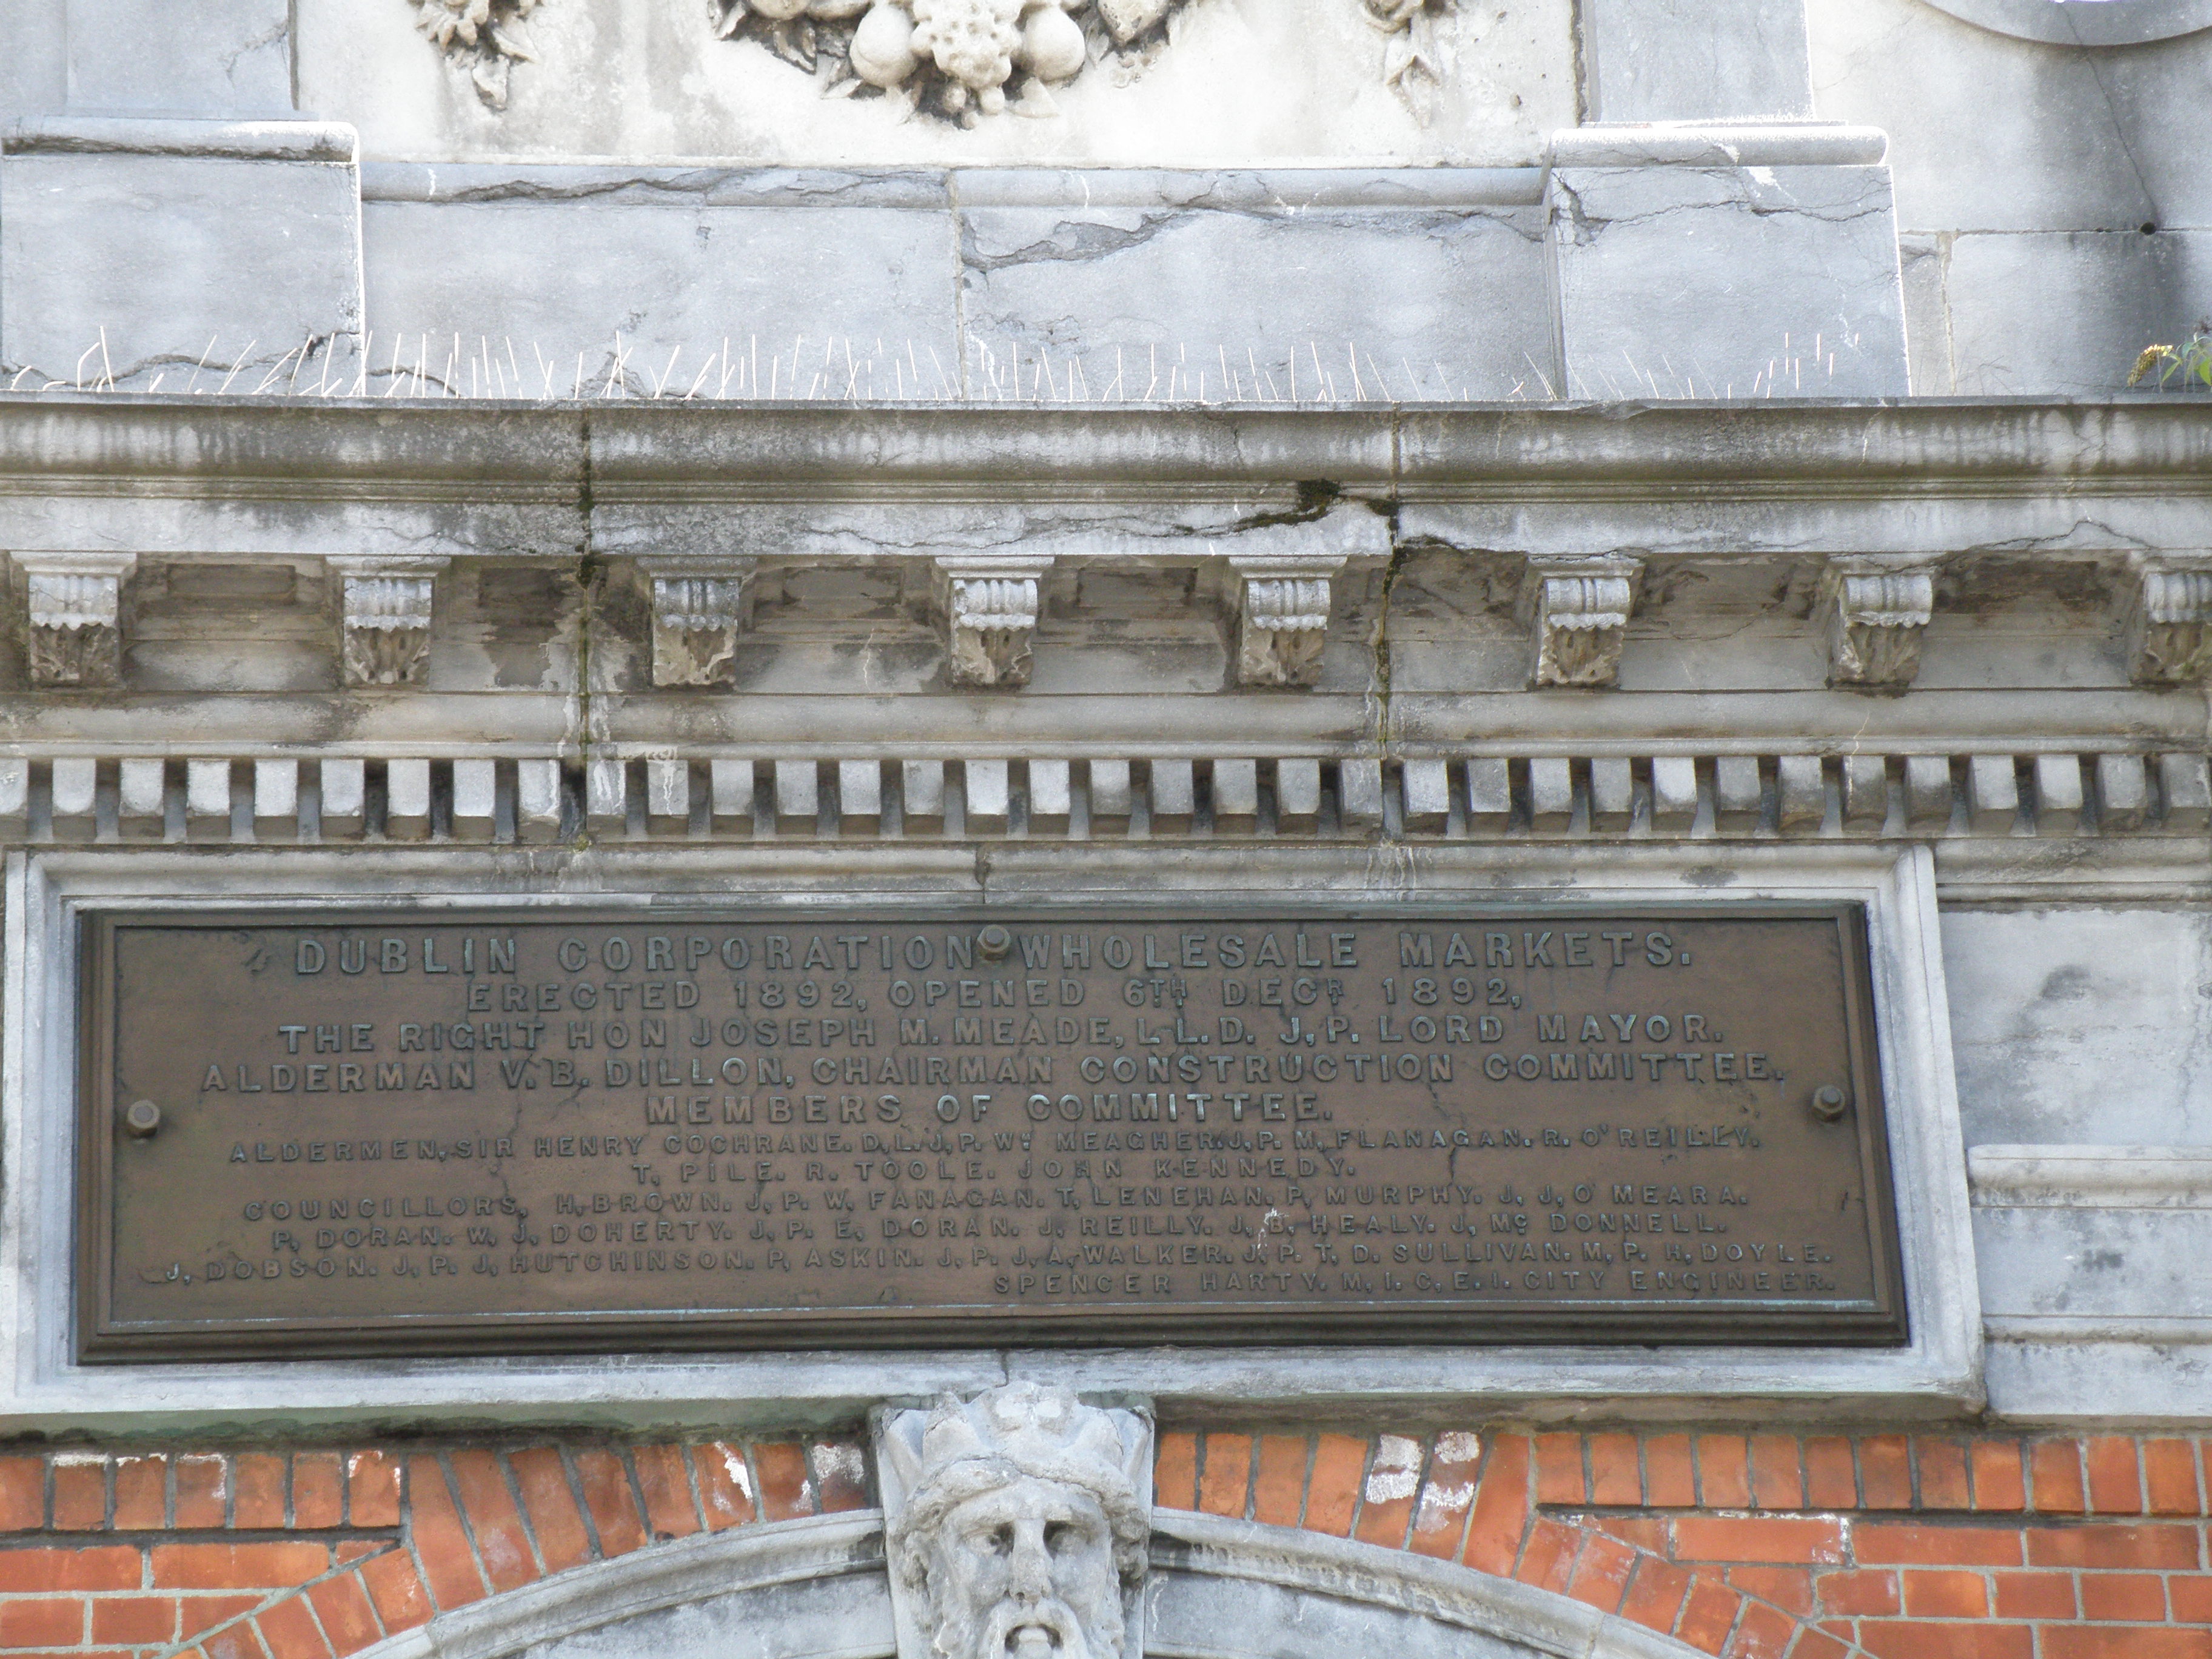 DUBLIN CORPORATION WHOLESALE MARKETS.
ERECTED 1892, OPENED 6TH DECR 1892,
THE RIGHT HON JOSEPH M. MEADE, L L.D. J,P. LORD MAYOR.
ALDERMAN V. B. DILLON, CHAIRMAN CONSTRUCTION COMMITTEE.
MEMBERS OF COMMITTEE.
ALDERMEN, SIR HENRY COCHRANE. D,L. J,P. WM MEAGHER, J,P. M, FLANAGAN. R. O'REILLY.
T, PILE. R. TOOLE. JOHN KENNEDY.
COUNCILLORS, H, BROWN. J, P. W, FANAGAN. T, LENEHAN. P, MURPHY. J, J, O'MEARA.
P, DORAN. W, J, DOHERTY. J, P. E, DORAN. J, REILLY. J, B, HEALY. J, Mc DONNELL.
J, DOBSON. J, P. J, HUTCHINSON. P, ASKIN. J, P. J, A, WALKER. J, P. T, D. SULLIVAN. M, P. H, DOYLE.
SPENCER HARTY. M, I. C, E. I. CITY ENGINEER.